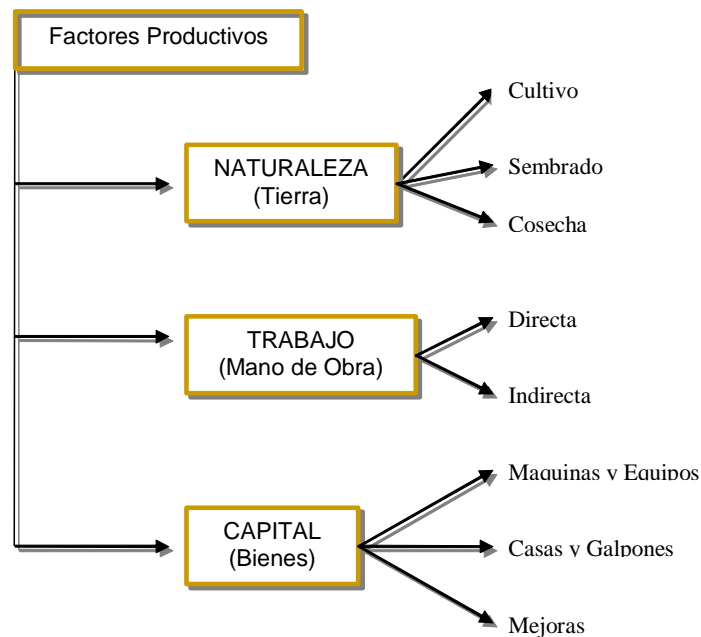 Factores Productivos
NATURALEZA
(Tierra)
Cultivo
Sembrado
Cosecha
TRABAJO
(Mano de Obra)
Directa
Indirecta
CAPITAL
(Bienes)
Maquinas y Equipos
Casas y Galpones
Mejoras